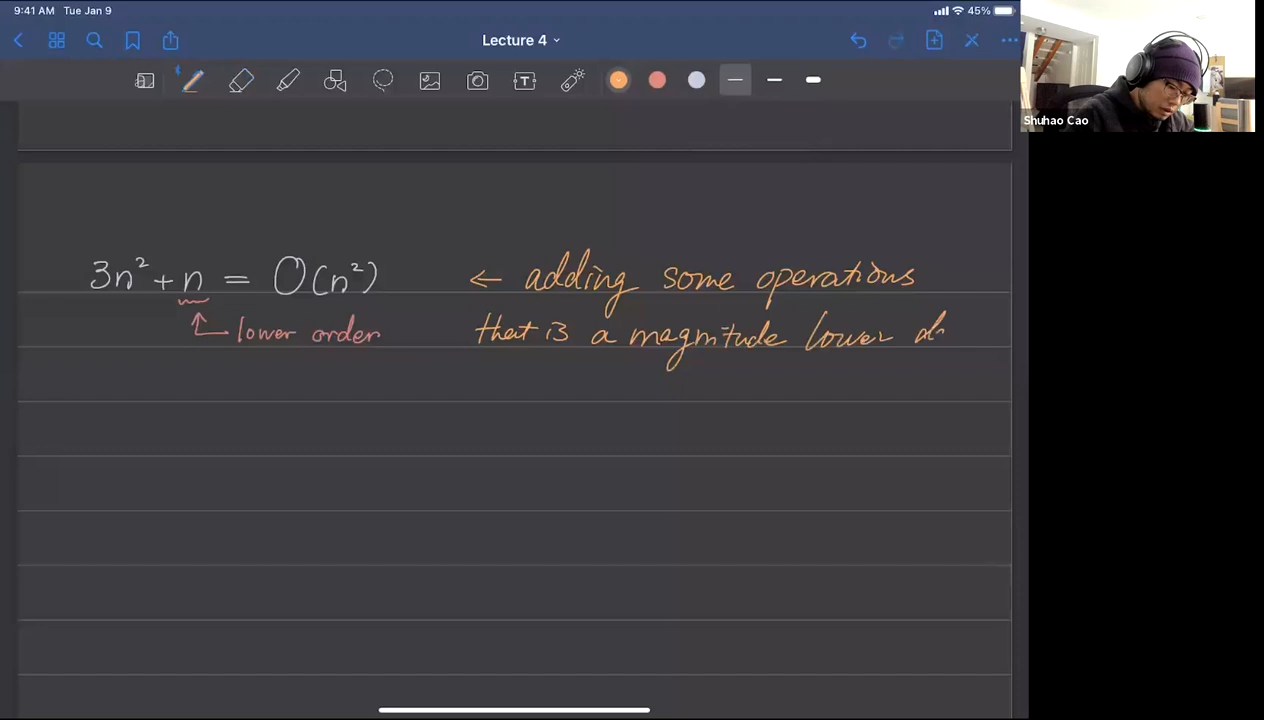 9:41 AM Tue Jan 9
45%
Lecture 4
Shuhao Cao
3n² + n = O(n²)
← adding some operations
↑ lower order
that is a magnitude lower